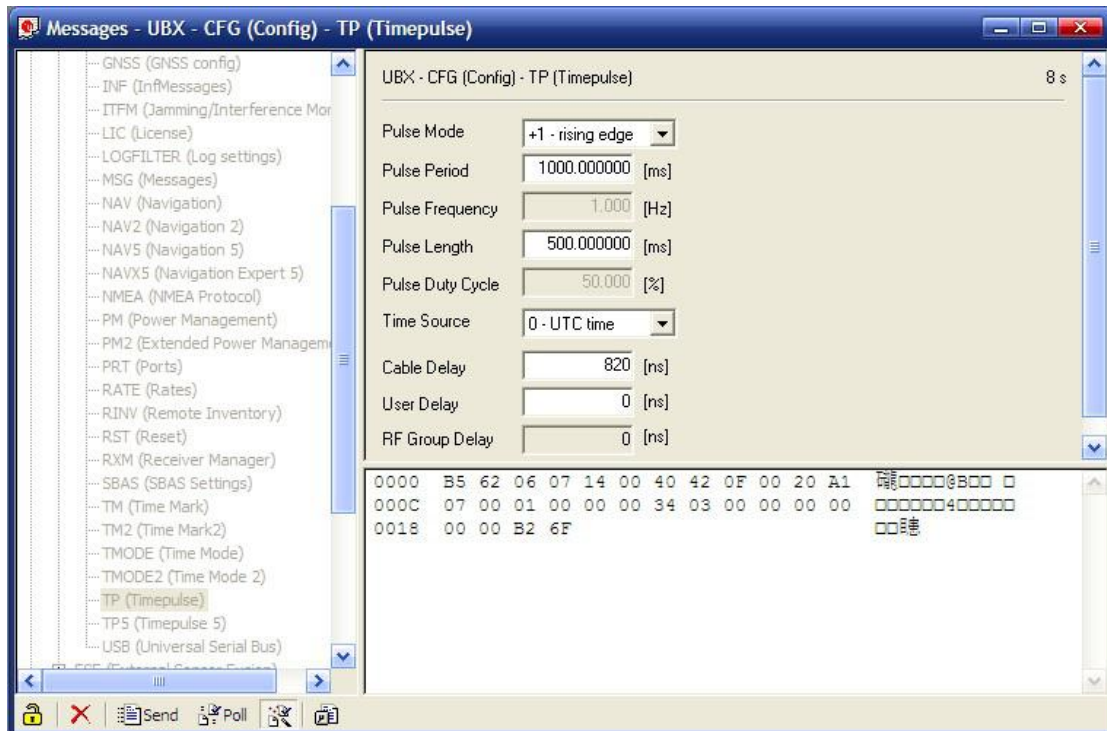 Messages - UBX - CFG (Config) - TP (Timepulse)
GNSS (GNSS config)
INF (InfMessages)
ITFM (Jamming/Interference Mor
LIC (License)
LOGFILTER (Log settings)
MSG (Messages)
NAV (Navigation)
NAV2 (Navigation 2)
NAV5 (Navigation 5)
NAVX5 (Navigation Expert 5)
NMEA (NMEA Protocol)
PM (Power Management)
PM2 (Extended Power Managem
PRT (Ports)
RATE (Rates)
RINV (Remote Inventory)
RST (Reset)
RXM (Receiver Manager)
SBAS (SBAS Settings)
TM (Time Mark)
TM2 (Time Mark2)
TMODE (Time Mode)
TMODE2 (Time Mode 2)
TP (Timepulse)
TP5 (Timepulse 5)
USB (Universal Serial Bus)
UBX - CFG (Config) - TP (Timepulse) 8 s
Pulse Mode +1 - rising edge
Pulse Period 1000.000000 [ms]
Pulse Frequency 1.000 [Hz]
Pulse Length 500.000000 [ms]
Pulse Duty Cycle 50.000 [%]
Time Source 0 - UTC time
Cable Delay 820 [ns]
User Delay 0 [ns]
RF Group Delay 0 [ns]
0000 B5 62 06 07 14 00 40 42 0F 00 20 A1 □□□□@B□□ □
000C 07 00 01 00 00 00 34 03 00 00 00 00 □□□□□□4□□□□□
0018 00 00 B2 6F □□
Send Poll